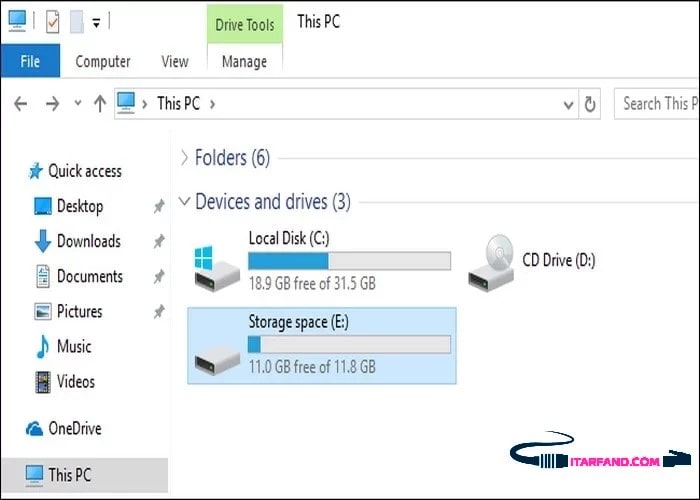 Drive Tools
This PC
File
Computer
View
Manage
This PC
Search This P
Quick access
Desktop
Downloads
Documents
Pictures
Music
Videos
OneDrive
This PC
Folders (6)
Devices and drives (3)
Local Disk (C:)
18.9 GB free of 31.5 GB
CD Drive (D:)
Storage space (E:)
11.0 GB free of 11.8 GB
ITARFAND.COM